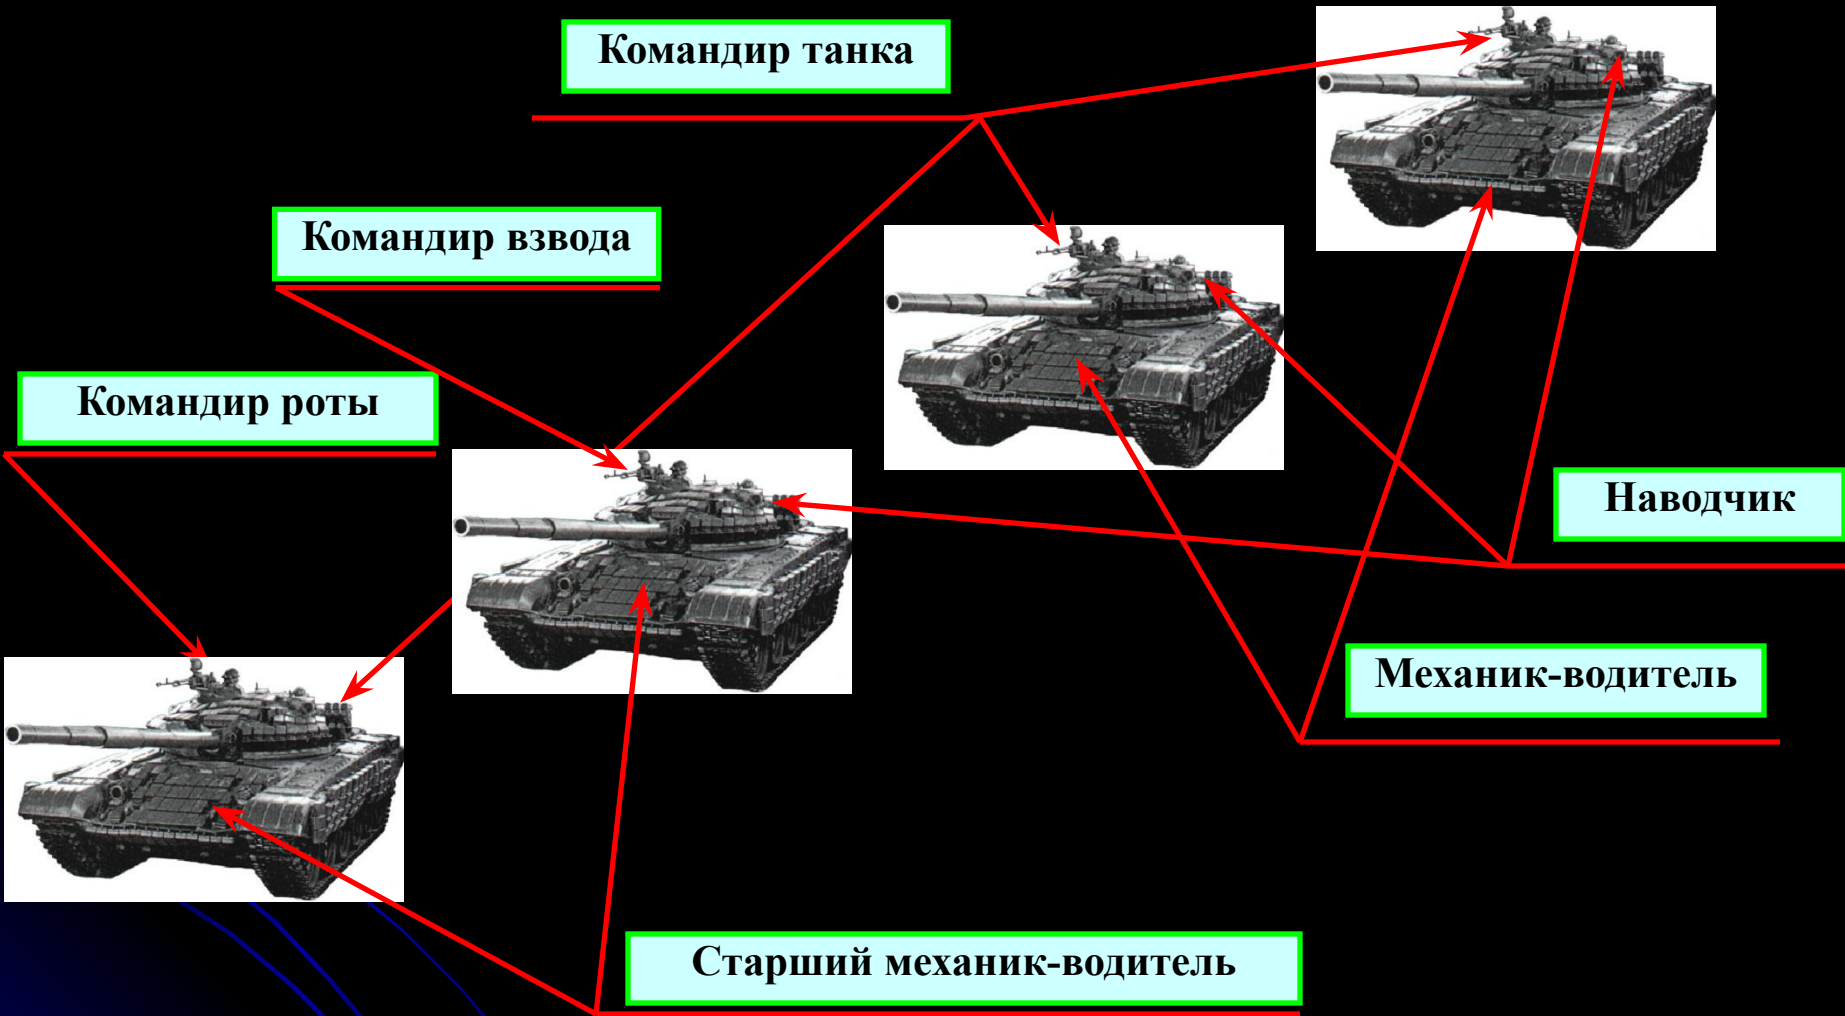 Командир танка
Командир взвода
Командир роты
Наводчик
Механик-водитель
Старший механик-водитель